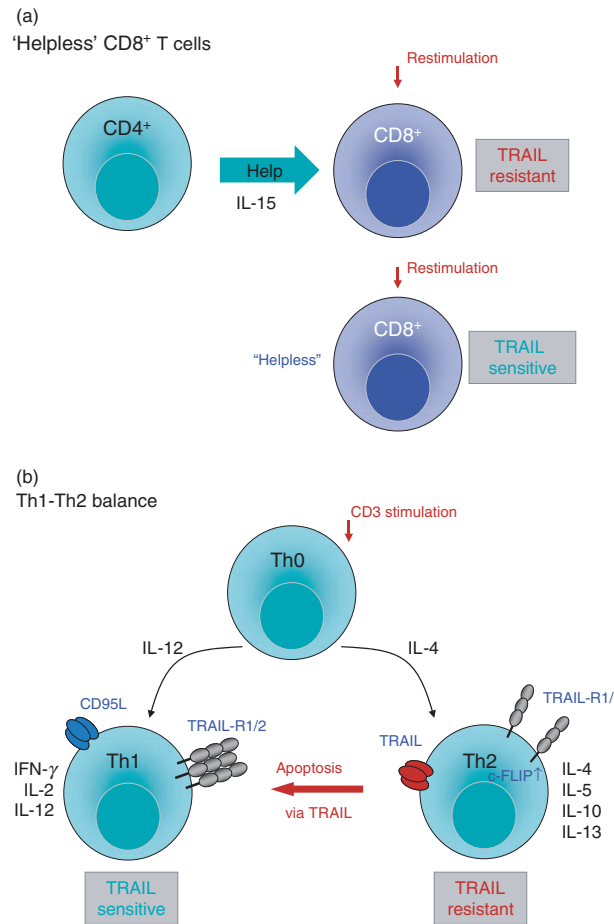 (a)
'Helpless' CD8⁺ T cells
Restimulation
CD4⁺
CD8⁺
Help
IL-15
TRAIL
resistant
Restimulation
CD8⁺
"Helpless"
TRAIL
sensitive
(b)
Th1-Th2 balance
CD3 stimulation
Th0
IL-12
IL-4
CD95L
TRAIL-R1/2
TRAIL-R1/
TRAIL
Th1
Th2
c-FLIP↑
IFN-γ
IL-2
IL-12
Apoptosis
via TRAIL
IL-4
IL-5
IL-10
IL-13
TRAIL
sensitive
TRAIL
resistant